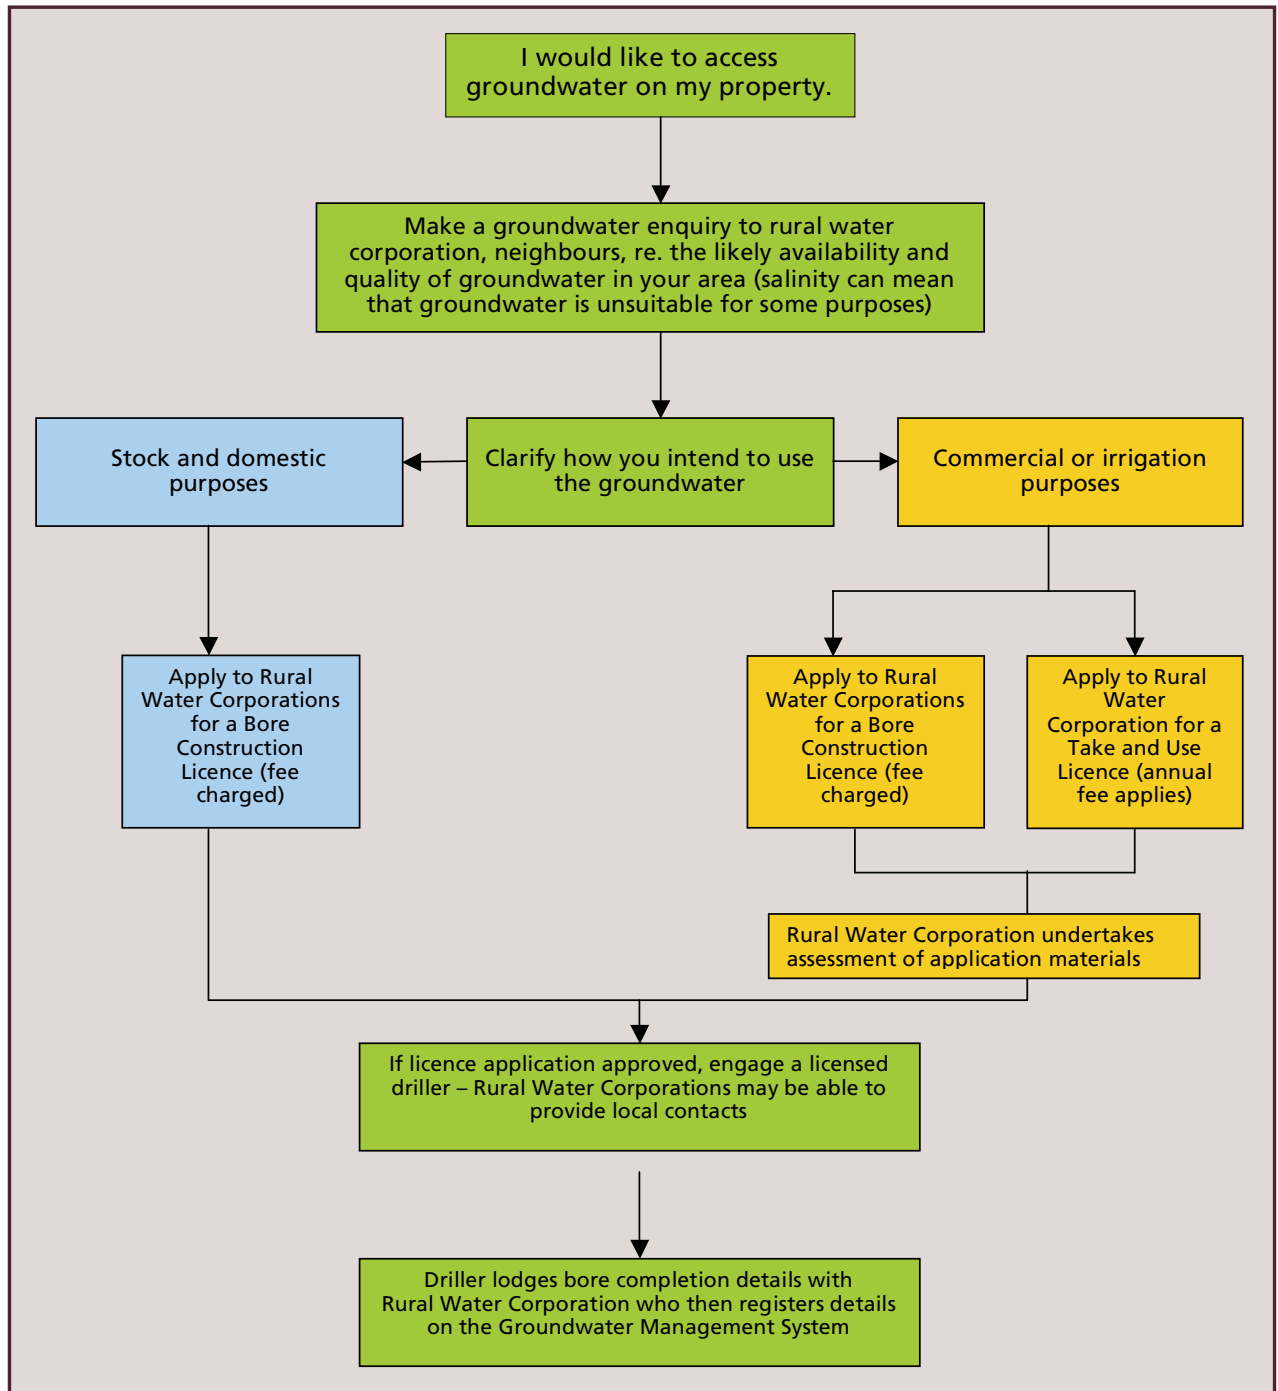 I would like to access
groundwater on my property.
Make a groundwater enquiry to rural water
corporation, neighbours, re. the likely availability and
quality of groundwater in your area (salinity can mean
that groundwater is unsuitable for some purposes)
Stock and domestic
purposes
Clarify how you intend to use
the groundwater
Commercial or irrigation
purposes
Apply to Rural
Water Corporations
for a Bore
Construction
Licence (fee
charged)
Apply to Rural
Water Corporations
for a Bore
Construction
Licence (fee
charged)
Apply to Rural
Water
Corporation for a
Take and Use
Licence (annual
fee applies)
Rural Water Corporation undertakes
assessment of application materials
If licence application approved, engage a licensed
driller – Rural Water Corporations may be able to
provide local contacts
Driller lodges bore completion details with
Rural Water Corporation who then registers details
on the Groundwater Management System